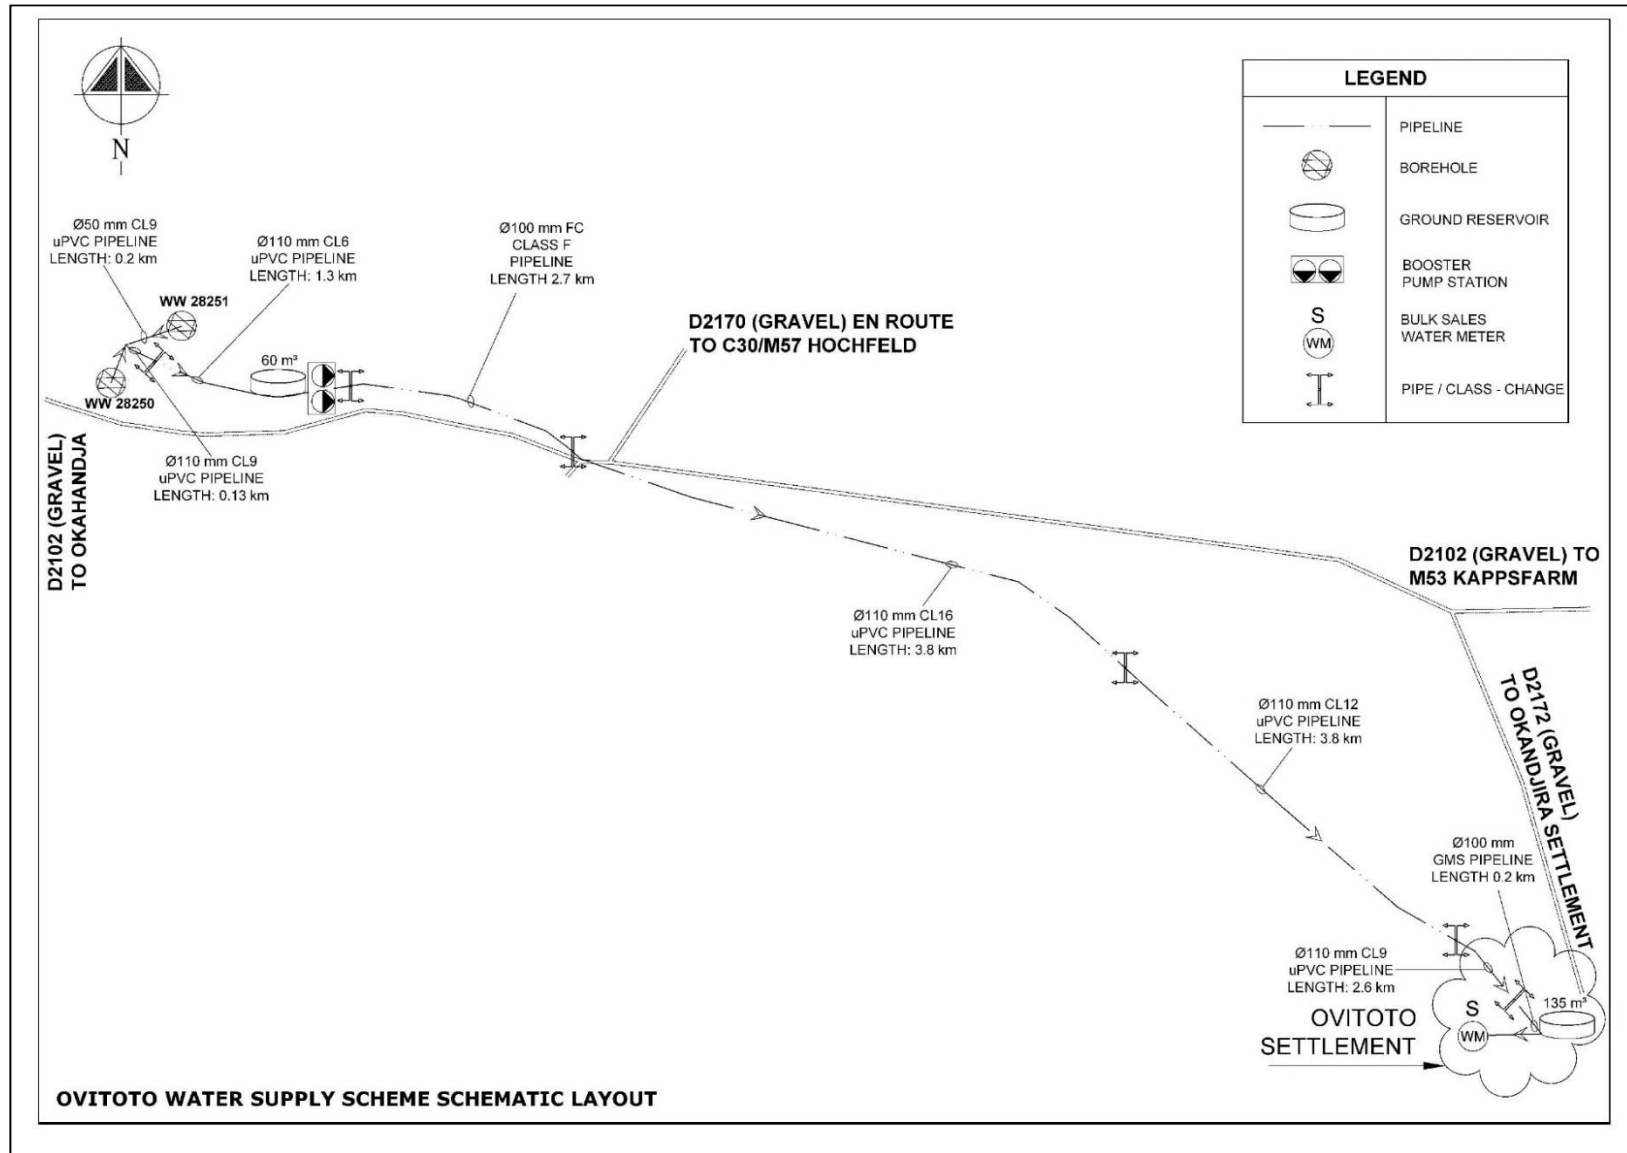 N
LEGEND
PIPELINE
BOREHOLE
GROUND RESERVOIR
BOOSTER
PUMP STATION
S
WM
BULK SALES
WATER METER
PIPE / CLASS - CHANGE
Ø50 mm CL9
uPVC PIPELINE
LENGTH: 0.2 km
Ø110 mm CL6
uPVC PIPELINE
LENGTH: 1.3 km
Ø100 mm FC
CLASS F
PIPELINE
LENGTH 2.7 km
WW 28251
60 m³
WW 28250
D2170 (GRAVEL) EN ROUTE
TO C30/M57 HOCHFELD
D2102 (GRAVEL)
TO OKAHANDJA
Ø110 mm CL9
uPVC PIPELINE
LENGTH: 0.13 km
D2102 (GRAVEL) TO
M53 KAPPSFARM
Ø110 mm CL16
uPVC PIPELINE
LENGTH: 3.8 km
Ø110 mm CL12
uPVC PIPELINE
LENGTH: 3.8 km
D2172 (GRAVEL)
TO OKANDJIRA SETTLEMENT
Ø100 mm
GMS PIPELINE
LENGTH 0.2 km
Ø110 mm CL9
uPVC PIPELINE
LENGTH: 2.6 km
135 m³
S
WM
OVITOTO
SETTLEMENT
OVITOTO WATER SUPPLY SCHEME SCHEMATIC LAYOUT